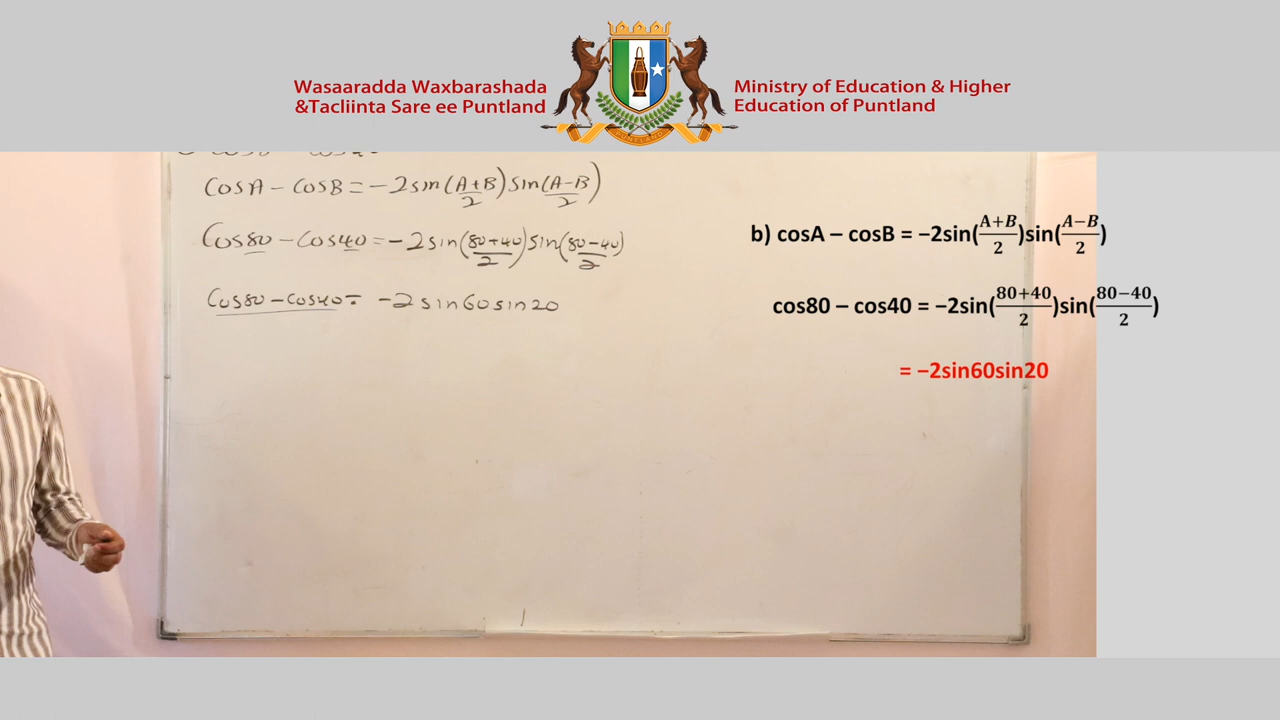 Wasaaradda Waxbarashada
&Tacliinta Sare ee Puntland
Ministry of Education & Higher
Education of Puntland
PUNTLAND
CosA - CosB = -2sin(A+B/2)sin(A-B/2)
Cos80 - Cos40 = -2sin(80+40/2)sin(80-40/2)
Cos80 - Cos40 = -2sin60sin20
b) cosA – cosB = –2sin(A+B/2)sin(A−B/2)
cos80 – cos40 = –2sin(80+40/2)sin(80−40/2)
= –2sin60sin20